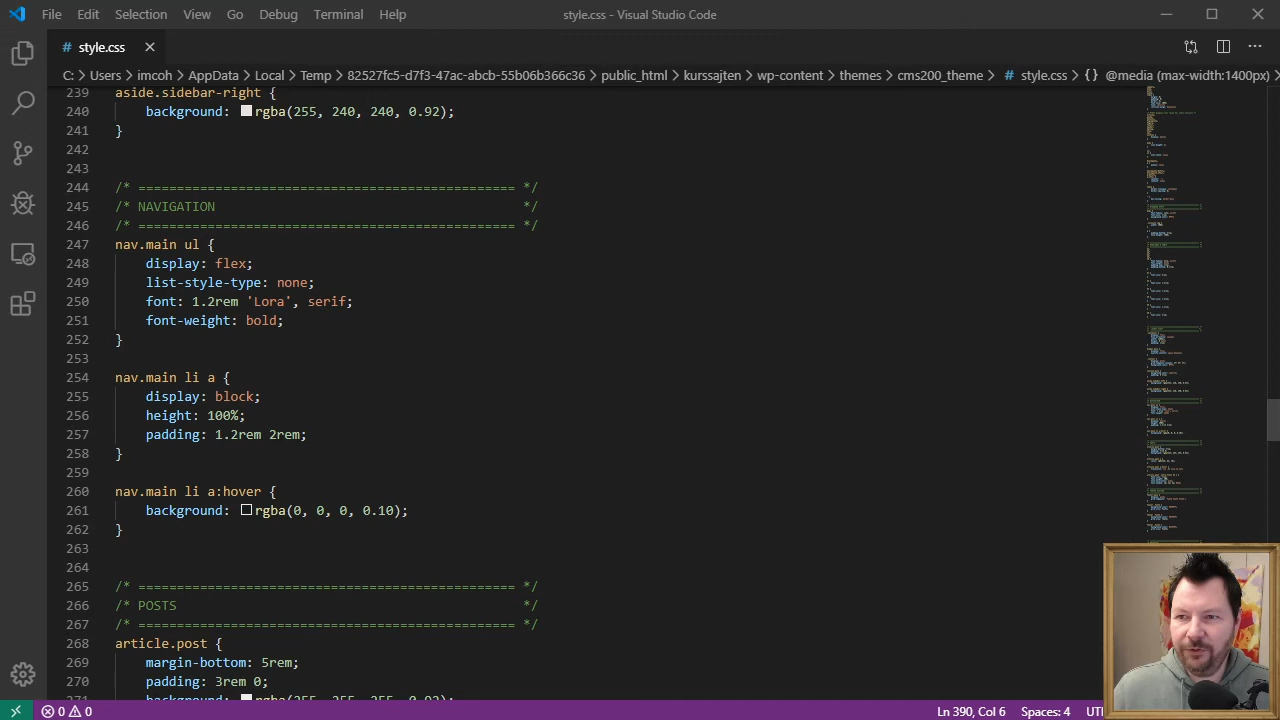 File Edit Selection View Go Debug Terminal Help style.css - Visual Studio Code
# style.css
C: > Users > imcoh > AppData > Local > Temp > 82527fc5-d7f3-47ac-abcb-55b06b366c36 > public_html > kurssajten > wp-content > themes > cms200_theme > # style.css > {} @media (max-width:1400px)
239 aside.sidebar-right {
240     background: rgba(255, 240, 240, 0.92);
241 }
242
243
244 /* ================================================= */
245 /* NAVIGATION                                        */
246 /* ================================================= */
247 nav.main ul {
248     display: flex;
249     list-style-type: none;
250     font: 1.2rem 'Lora', serif;
251     font-weight: bold;
252 }
253
254 nav.main li a {
255     display: block;
256     height: 100%;
257     padding: 1.2rem 2rem;
258 }
259
260 nav.main li a:hover {
261     background: rgba(0, 0, 0, 0.10);
262 }
263
264
265 /* ================================================= */
266 /* POSTS                                             */
267 /* ================================================= */
268 article.post {
269     margin-bottom: 5rem;
270     padding: 3rem 0;
271     background: rgba(255, 255, 255, 0.92);
0 0 Ln 390, Col 6 Spaces: 4